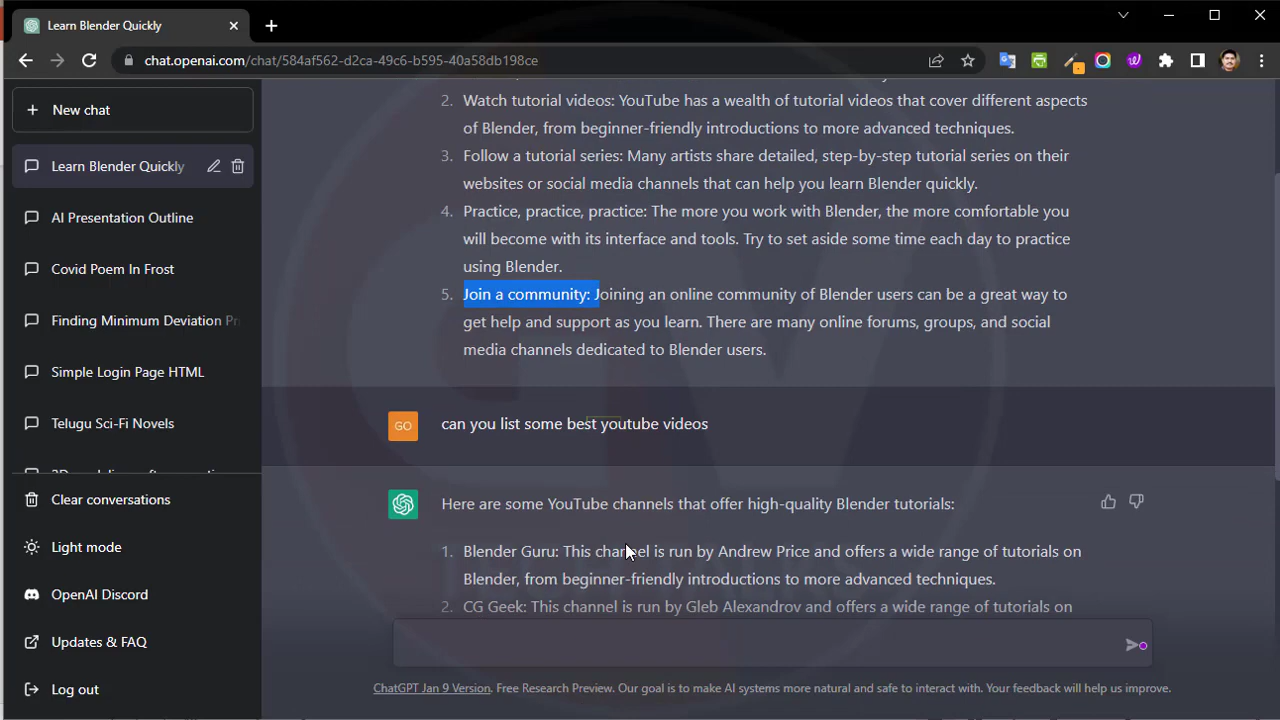 Learn Blender Quickly
chat.openai.com/chat/584af562-d2ca-49c6-b595-40a58db198ce
New chat
Learn Blender Quickly
AI Presentation Outline
Covid Poem In Frost
Finding Minimum Deviation Pr
Simple Login Page HTML
Telugu Sci-Fi Novels
Clear conversations
Light mode
OpenAI Discord
Updates & FAQ
Log out
2. Watch tutorial videos: YouTube has a wealth of tutorial videos that cover different aspects
of Blender, from beginner-friendly introductions to more advanced techniques.
3. Follow a tutorial series: Many artists share detailed, step-by-step tutorial series on their
websites or social media channels that can help you learn Blender quickly.
4. Practice, practice, practice: The more you work with Blender, the more comfortable you
will become with its interface and tools. Try to set aside some time each day to practice
using Blender.
5. Join a community: Joining an online community of Blender users can be a great way to
get help and support as you learn. There are many online forums, groups, and social
media channels dedicated to Blender users.
GO
can you list some best youtube videos
Here are some YouTube channels that offer high-quality Blender tutorials:
1. Blender Guru: This channel is run by Andrew Price and offers a wide range of tutorials on
Blender, from beginner-friendly introductions to more advanced techniques.
2. CG Geek: This channel is run by Gleb Alexandrov and offers a wide range of tutorials on
ChatGPT Jan 9 Version. Free Research Preview. Our goal is to make AI systems more natural and safe to interact with. Your feedback will help us improve.